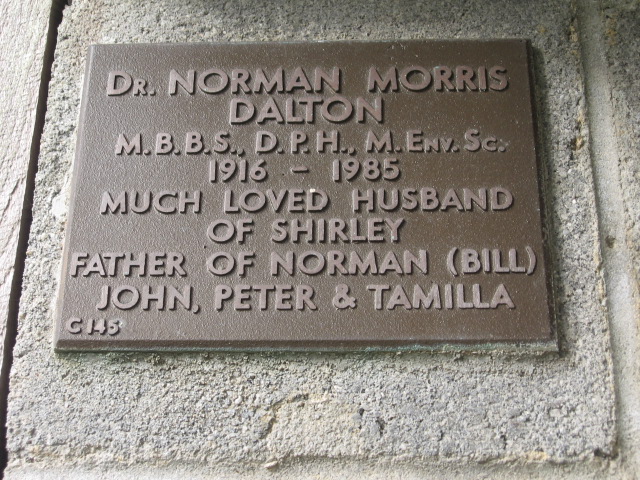 DR. NORMAN MORRIS
DALTON
M.B.B.S., D.P.H., M.ENV. SC.
1916 – 1985
MUCH LOVED HUSBAND
OF SHIRLEY
FATHER OF NORMAN (BILL)
JOHN, PETER & TAMILLA
C145